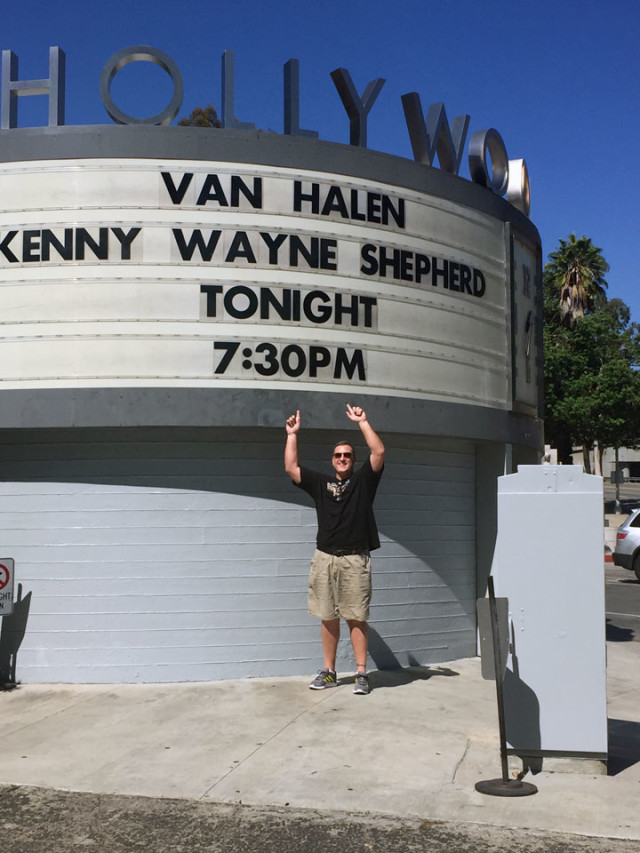 HOLLYWO
VAN HALEN
KENNY WAYNE SHEPHERD
TONIGHT
7:30PM